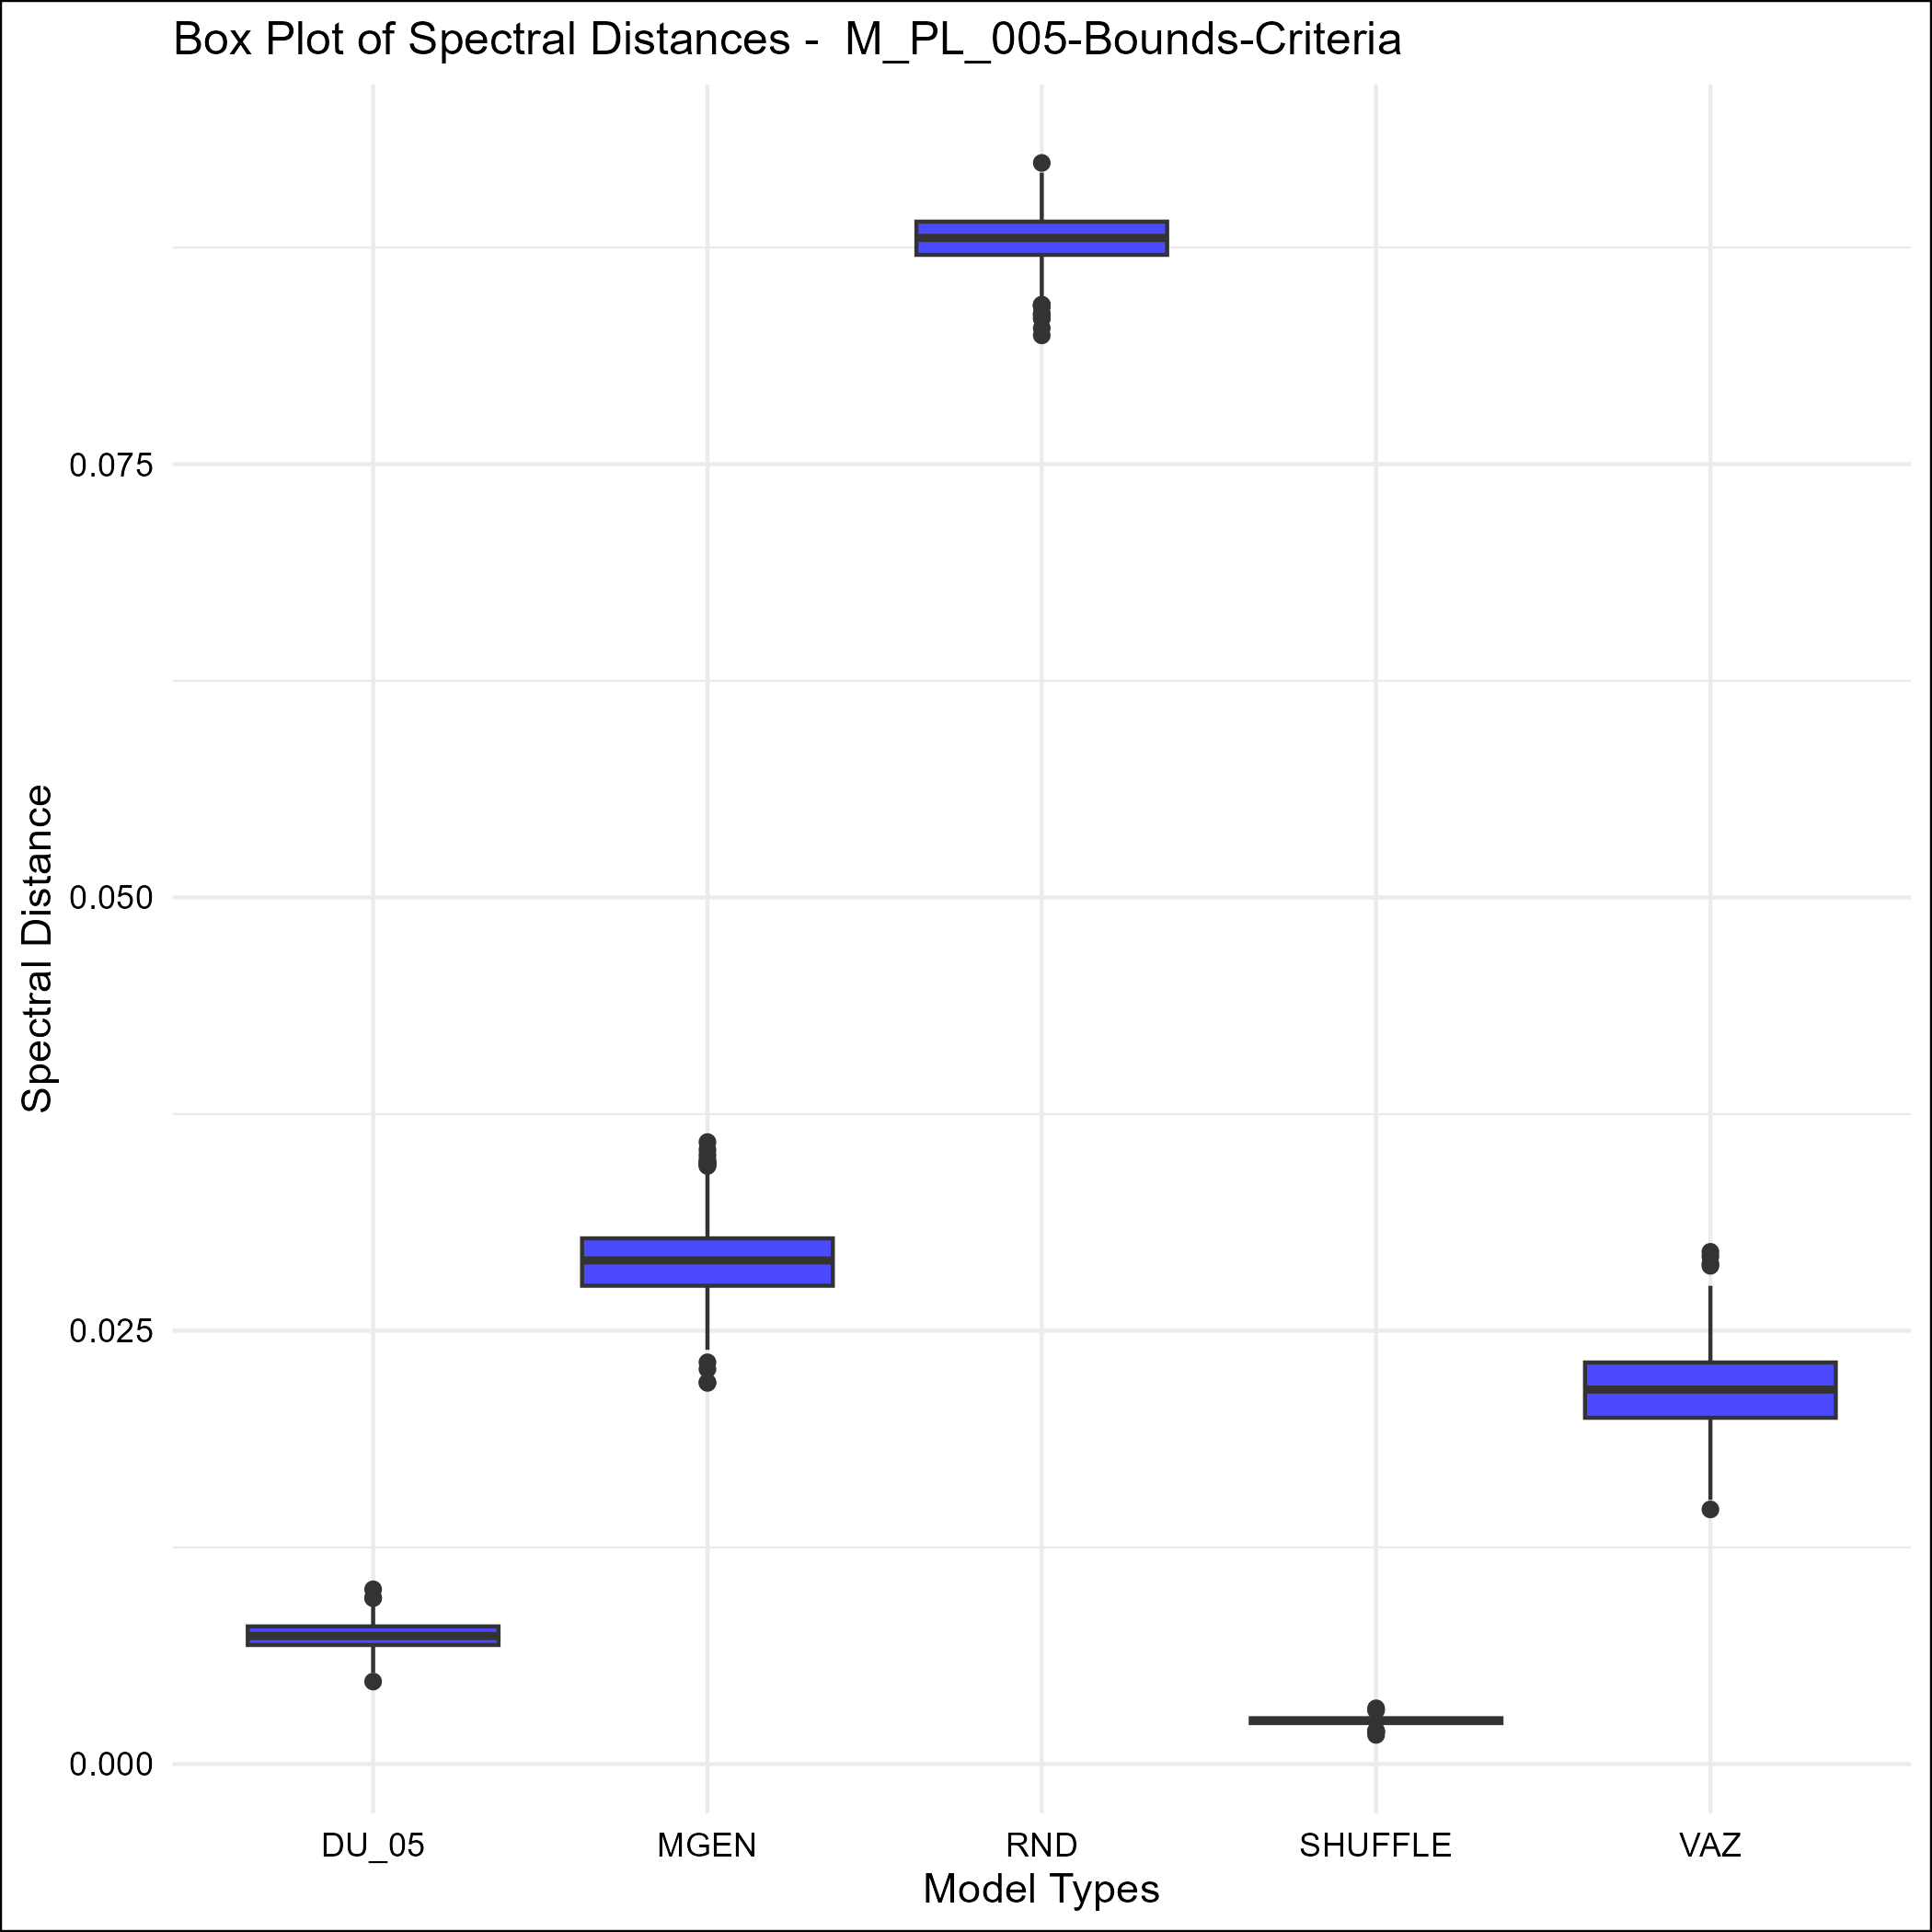 Box Plot of Spectral Distances -  M_PL_005-Bounds-Criteria
Spectral Distance
0.075
0.050
0.025
0.000
DU_05 MGEN RND SHUFFLE VAZ
Model Types